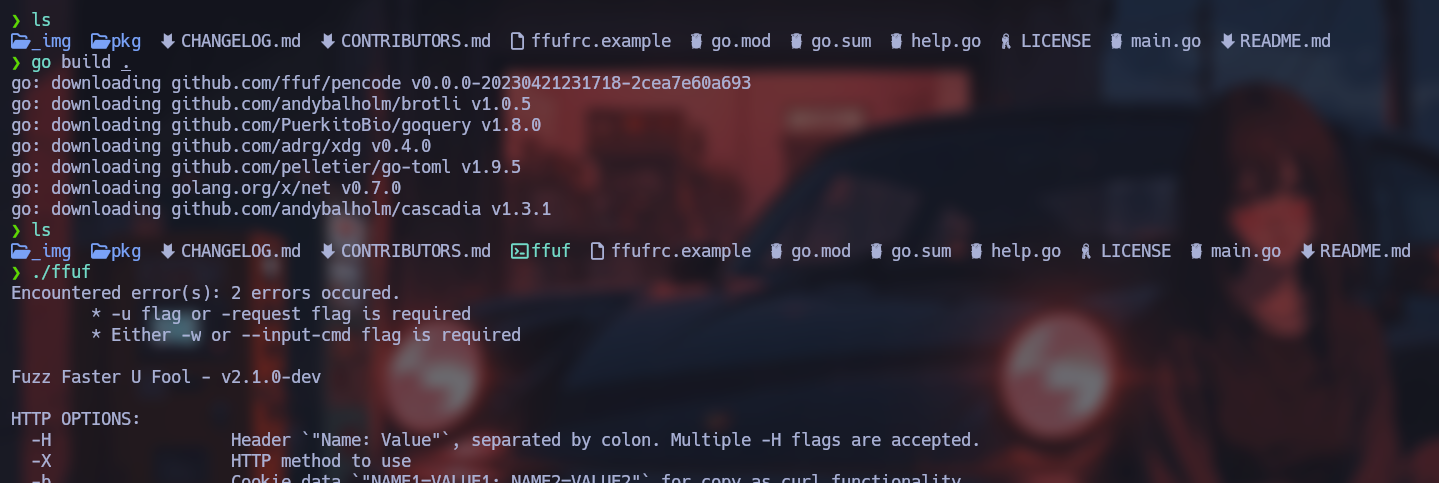 ❯ ls
_img pkg CHANGELOG.md CONTRIBUTORS.md ffufrc.example go.mod go.sum help.go LICENSE main.go README.md
❯ go build .
go: downloading github.com/ffuf/pencode v0.0.0-20230421231718-2cea7e60a693
go: downloading github.com/andybalholm/brotli v1.0.5
go: downloading github.com/PuerkitoBio/goquery v1.8.0
go: downloading github.com/adrg/xdg v0.4.0
go: downloading github.com/pelletier/go-toml v1.9.5
go: downloading golang.org/x/net v0.7.0
go: downloading github.com/andybalholm/cascadia v1.3.1
❯ ls
_img pkg CHANGELOG.md CONTRIBUTORS.md ffuf ffufrc.example go.mod go.sum help.go LICENSE main.go README.md
❯ ./ffuf
Encountered error(s): 2 errors occured.
* -u flag or -request flag is required
* Either -w or --input-cmd flag is required
Fuzz Faster U Fool - v2.1.0-dev
HTTP OPTIONS:
-H Header `"Name: Value"`, separated by colon. Multiple -H flags are accepted.
-X HTTP method to use
-b Cookie data `"NAME1=VALUE1; NAME2=VALUE2"` for copy as curl functionality.